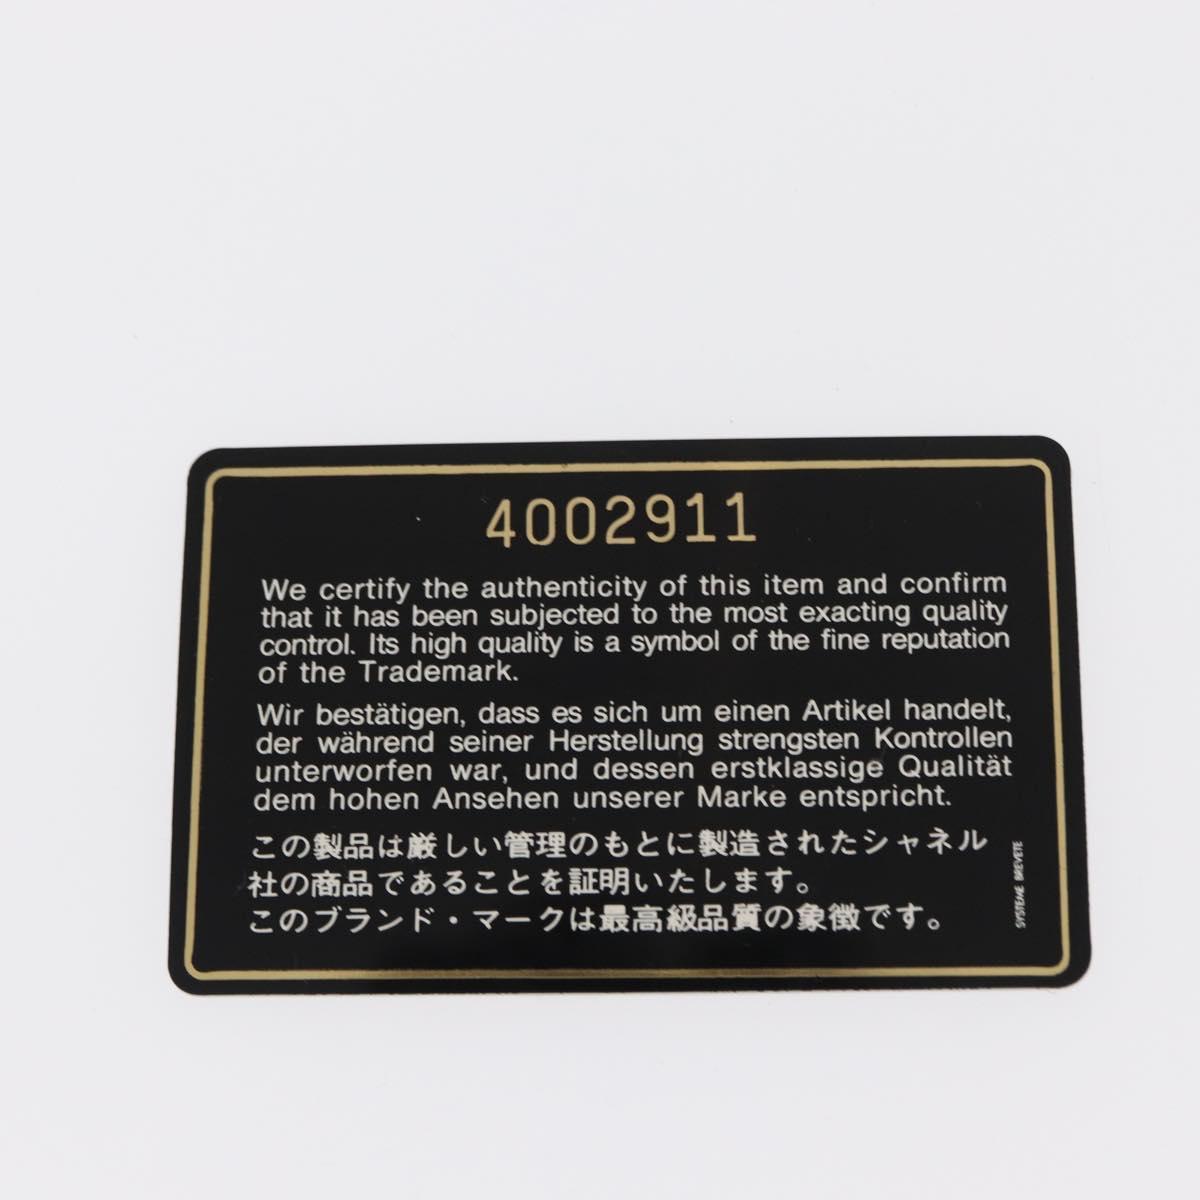 4002911
We certify the authenticity of this item and confirm
that it has been subjected to the most exacting quality
control. Its high quality is a symbol of the fine reputation
of the Trademark.
Wir bestätigen, dass es sich um einen Artikel handelt,
der während seiner Herstellung strengsten Kontrollen
unterworfen war, und dessen erstklassige Qualität
dem hohen Ansehen unserer Marke entspricht.
この製品は厳しい管理のもとに製造されたシャネル
社の商品であることを証明いたします。
このブランド・マークは最高級品質の象徴です。
SYSTEME BREVETE